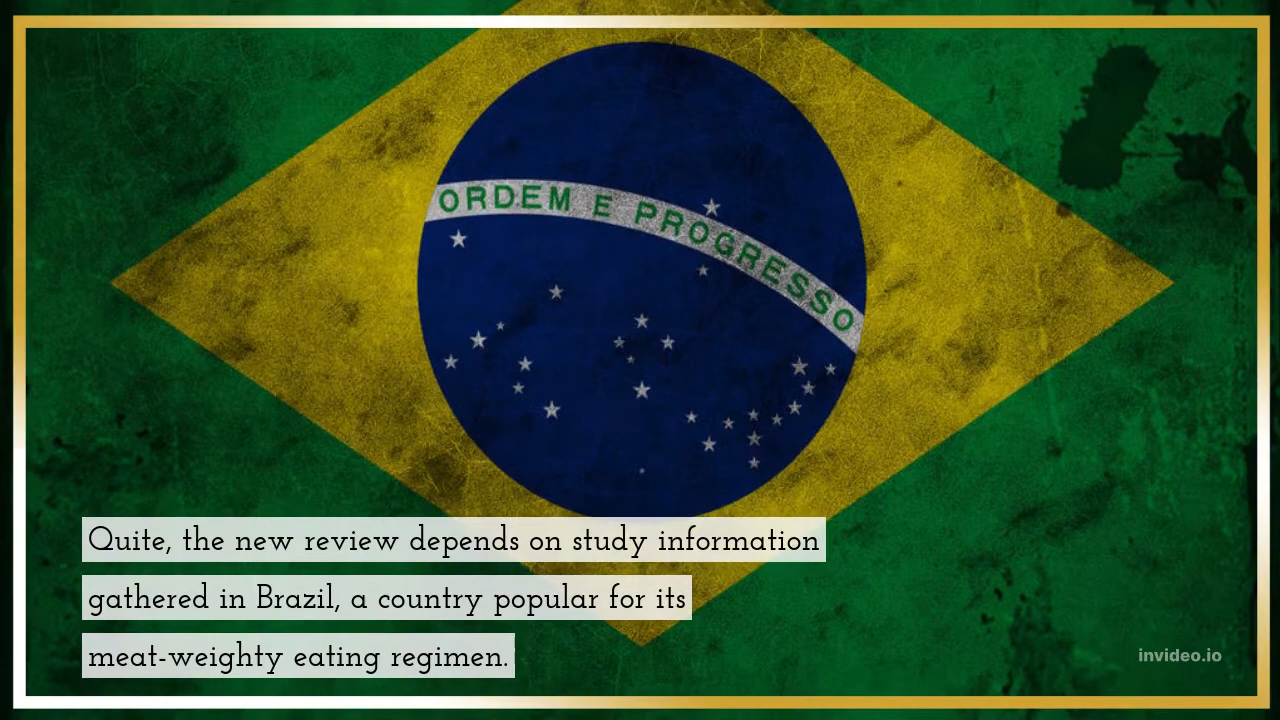 ORDEM E PROGRESSO
Quite, the new review depends on study information
gathered in Brazil, a country popular for its
meat-weighty eating regimen.
invideo.io